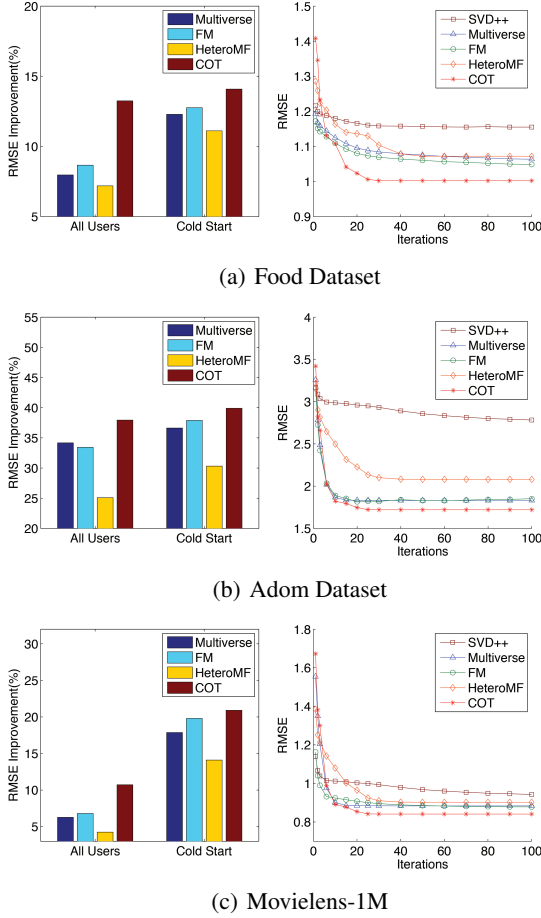 20
15
10
5
RMSE Improvement(%)
All Users
Cold Start
Multiverse
FM
HeteroMF
COT
1.5
1.4
1.3
1.2
1.1
1
0.9
RMSE
0 20 40 60 80 100
Iterations
SVD++
Multiverse
FM
HeteroMF
COT
(a) Food Dataset
55
50
45
40
35
30
25
20
RMSE Improvement(%)
All Users
Cold Start
Multiverse
FM
HeteroMF
COT
4
3.5
3
2.5
2
1.5
RMSE
0 20 40 60 80 100
Iterations
SVD++
Multiverse
FM
HeteroMF
COT
(b) Adom Dataset
30
25
20
15
10
5
RMSE Improvement(%)
All Users
Cold Start
Multiverse
FM
HeteroMF
COT
1.8
1.6
1.4
1.2
1
0.8
RMSE
0 20 40 60 80 100
Iterations
SVD++
Multiverse
FM
HeteroMF
COT
(c) Movielens-1M